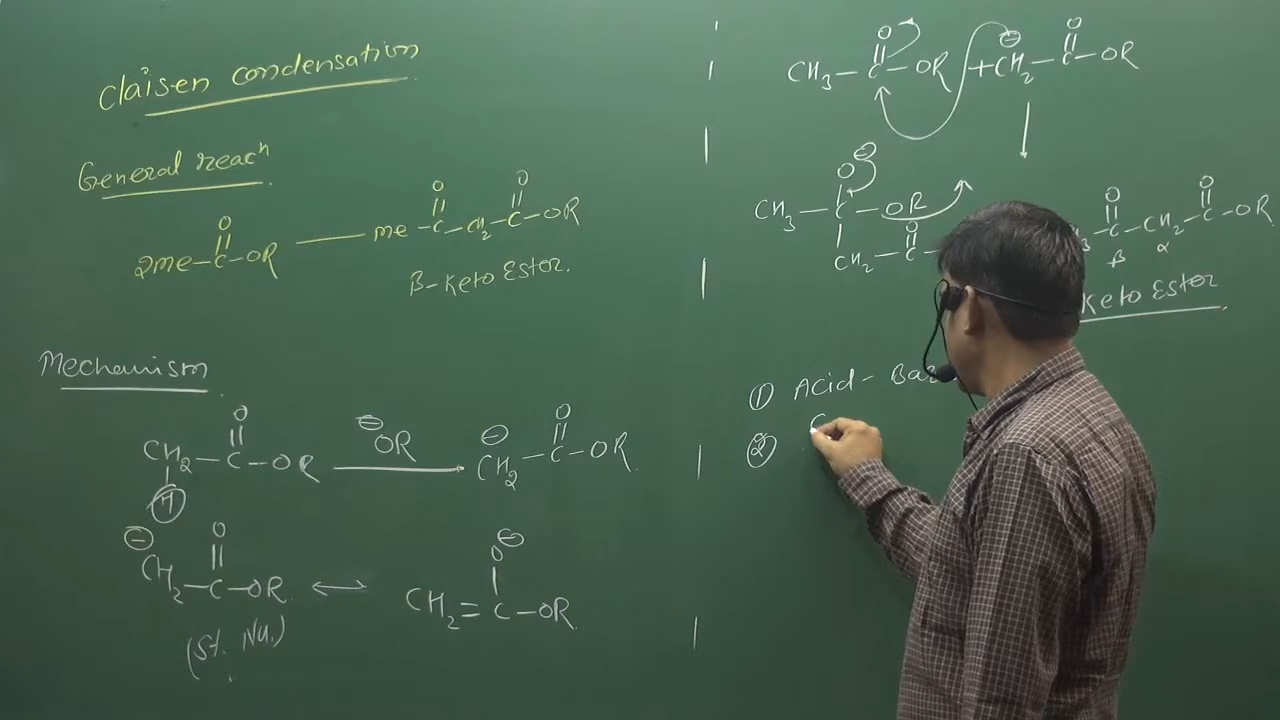 Claisen condensation
General reacn
O
O O
2Me-C-OR — me-C-CH2-C-OR
B-Keto Ester.
Mechanism
O ⊖ O
CH2-C-OR OR ⊖CH2-C-OR
H
⊖ O O⊖
CH2-C-OR ↔ CH2=C-OR
(St. Nu.)
O ⊖ O
CH3-C-OR + CH2-C-OR
O⊖ O
CH3-C-OR
CH2-C
O O
C-CH2-C-OR
β α
Keto Ester
① Acid-Ba
②